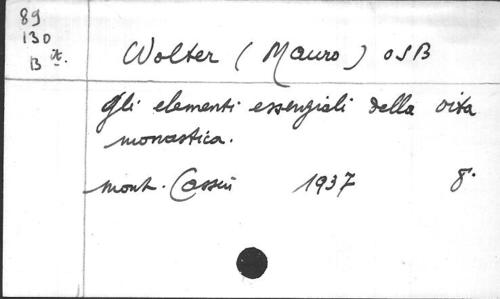 89
130
B it.
Wolter (Mauro) OSB
gli elementi essenziali della vita
monastica.
mont. Cassin 1937 8°